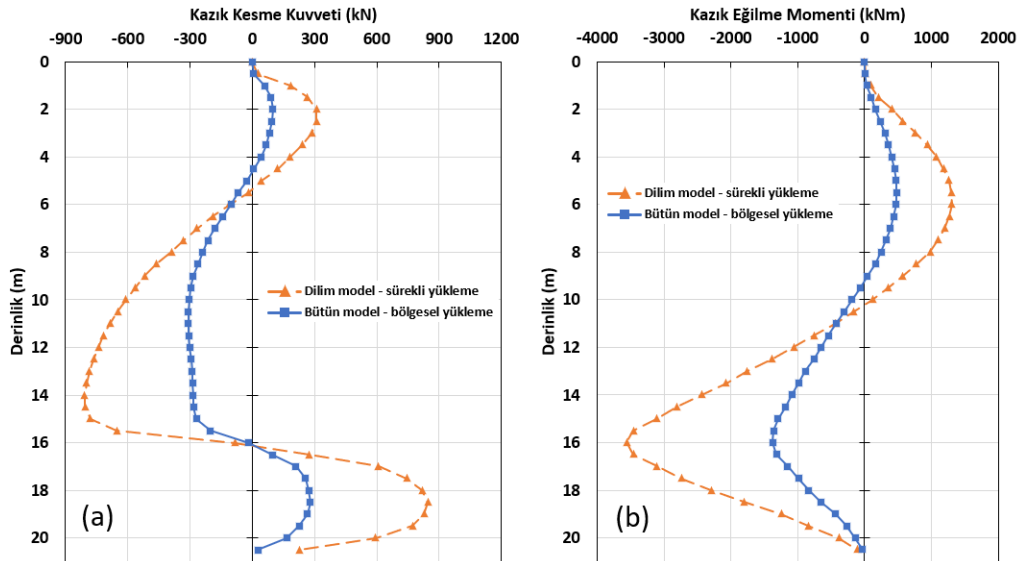 Kazık Kesme Kuvveti (kN)
-900 -600 -300 0 300 600 900 1200
0
2
4
6
8
10
12
14
16
18
20
Derinlik (m)
Dilim model - sürekli yükleme
Bütün model - bölgesel yükleme
(a)
Kazık Eğilme Momenti (kNm)
-4000 -3000 -2000 -1000 0 1000 2000
0
2
4
6
8
10
12
14
16
18
20
Derinlik (m)
Dilim model - sürekli yükleme
Bütün model - bölgesel yükleme
(b)